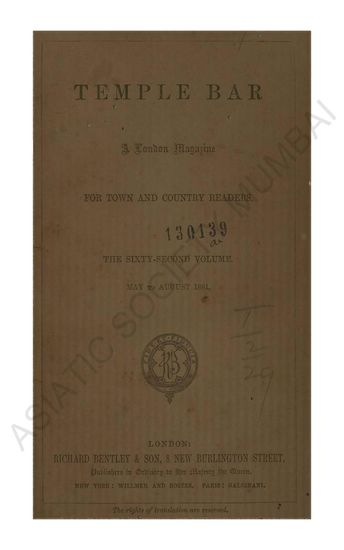 TEMPLE BAR
A London Magazine
FOR TOWN AND COUNTRY READERS.
130139
THE SIXTY-SECOND VOLUME.
MAY TO AUGUST 1881.
RB
LONDON:
RICHARD BENTLEY & SON, 8 NEW BURLINGTON STREET,
Publishers in Ordinary to Her Majesty the Queen.
NEW YORK: WILLMER AND ROGERS. PARIS: GALIGNANI.
The rights of translation are reserved.
ASIATIC SOCIETY MUMBAI